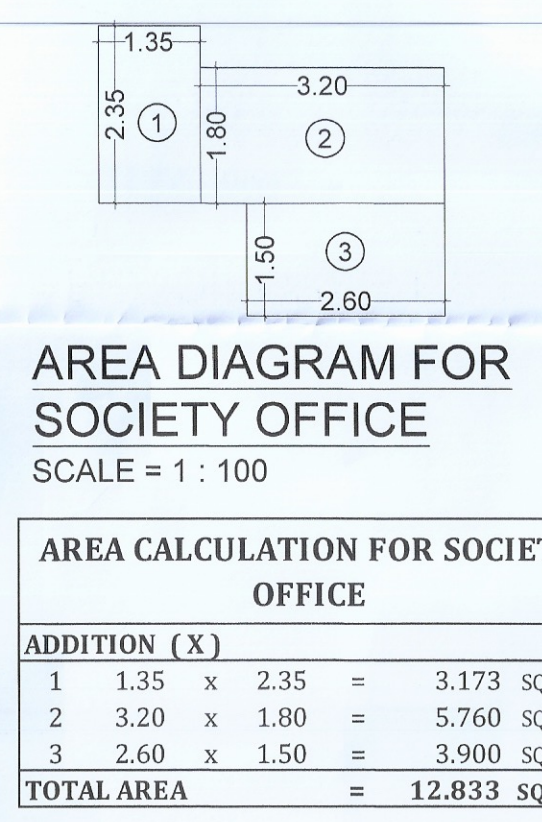 1.35
3.20
2.35
1
1.80
2
1.50
3
2.60
AREA DIAGRAM FOR
SOCIETY OFFICE
SCALE = 1 : 100
AREA CALCULATION FOR SOCIET
OFFICE
ADDITION ( X )
1 1.35 x 2.35 = 3.173 SQ
2 3.20 x 1.80 = 5.760 SQ
3 2.60 x 1.50 = 3.900 SQ
TOTAL AREA = 12.833 SQ